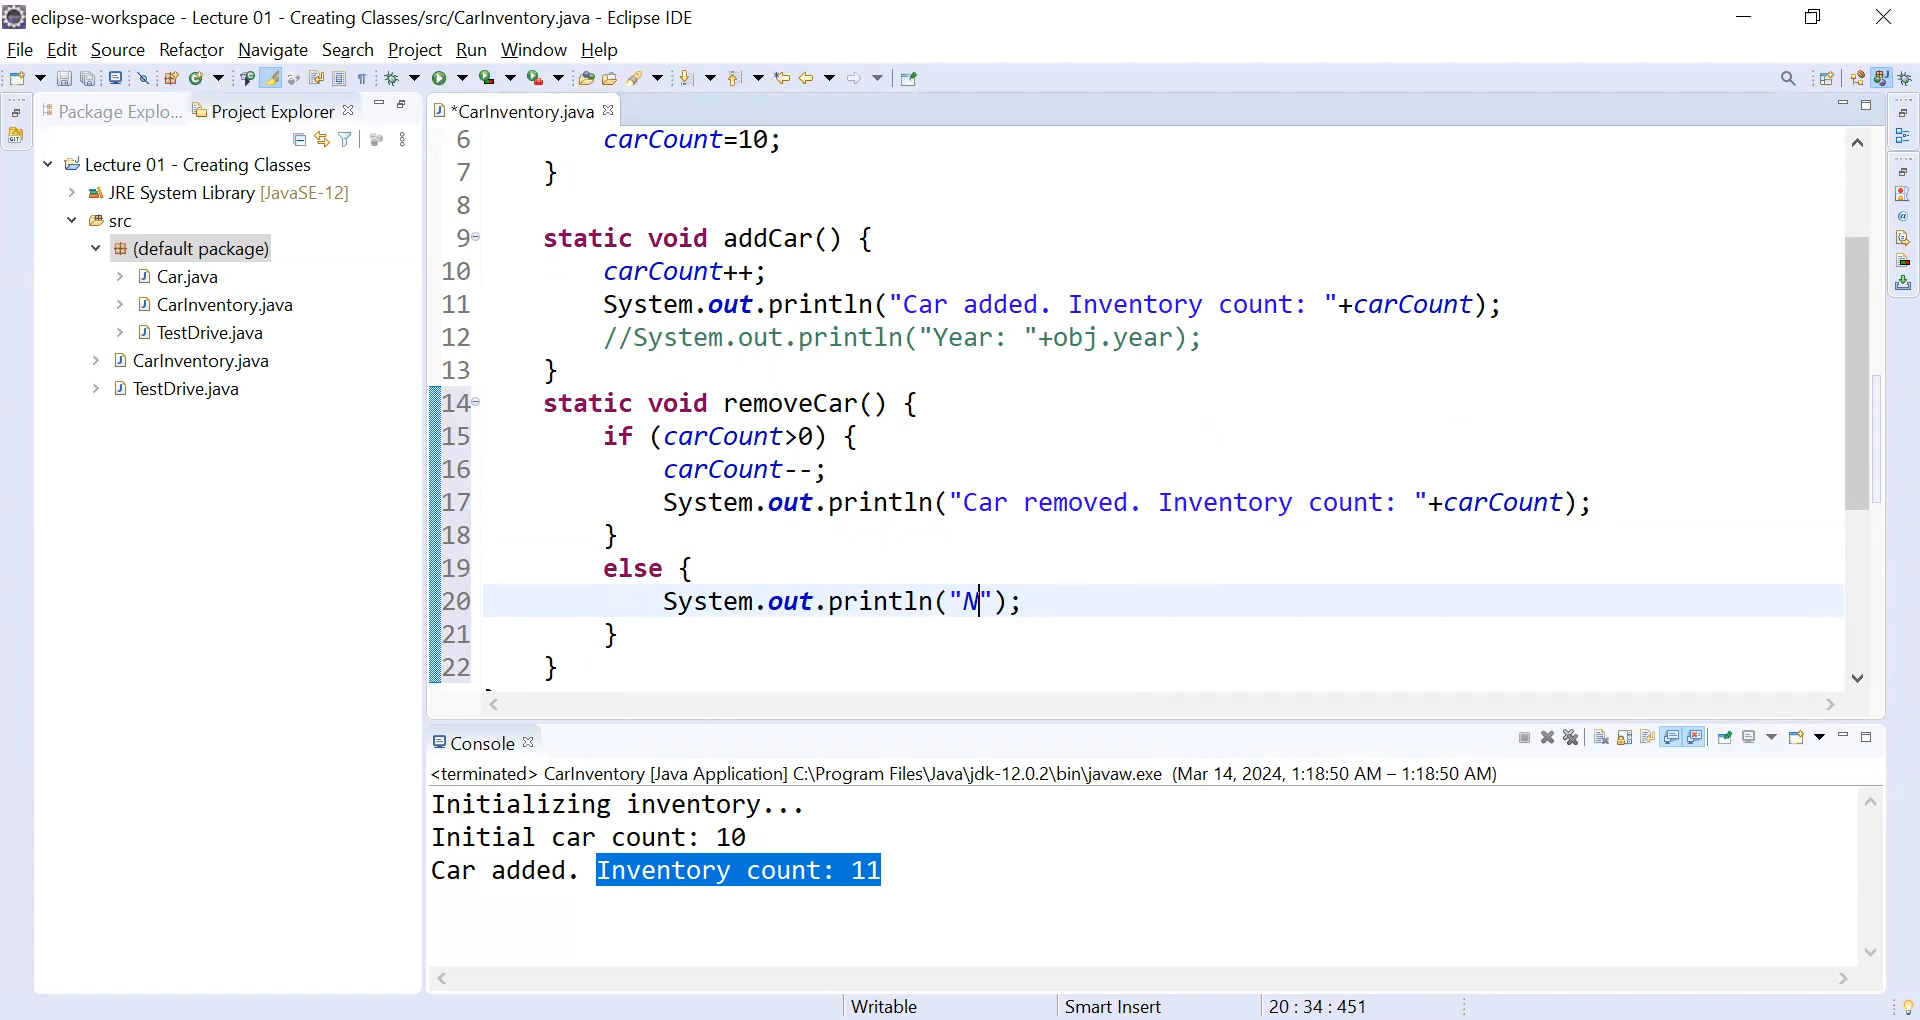 eclipse-workspace - Lecture 01 - Creating Classes/src/CarInventory.java - Eclipse IDE
File Edit Source Refactor Navigate Search Project Run Window Help
Package Explo... Project Explorer
*CarInventory.java
Lecture 01 - Creating Classes
JRE System Library [JavaSE-12]
src
(default package)
Car.java
CarInventory.java
TestDrive.java
CarInventory.java
TestDrive.java
6 carCount=10;
7 }
8
9 static void addCar() {
10 carCount++;
11 System.out.println("Car added. Inventory count: "+carCount);
12 //System.out.println("Year: "+obj.year);
13 }
14 static void removeCar() {
15 if (carCount>0) {
16 carCount--;
17 System.out.println("Car removed. Inventory count: "+carCount);
18 }
19 else {
20 System.out.println("N");
21 }
22 }
Console
<terminated> CarInventory [Java Application] C:\Program Files\Java\jdk-12.0.2\bin\javaw.exe (Mar 14, 2024, 1:18:50 AM – 1:18:50 AM)
Initializing inventory...
Initial car count: 10
Car added. Inventory count: 11
Writable Smart Insert 20 : 34 : 451